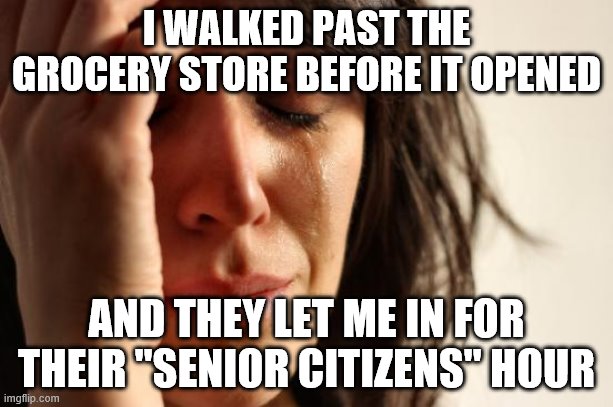 I WALKED PAST THE
GROCERY STORE BEFORE IT OPENED
AND THEY LET ME IN FOR
THEIR "SENIOR CITIZENS" HOUR
imgflip.com